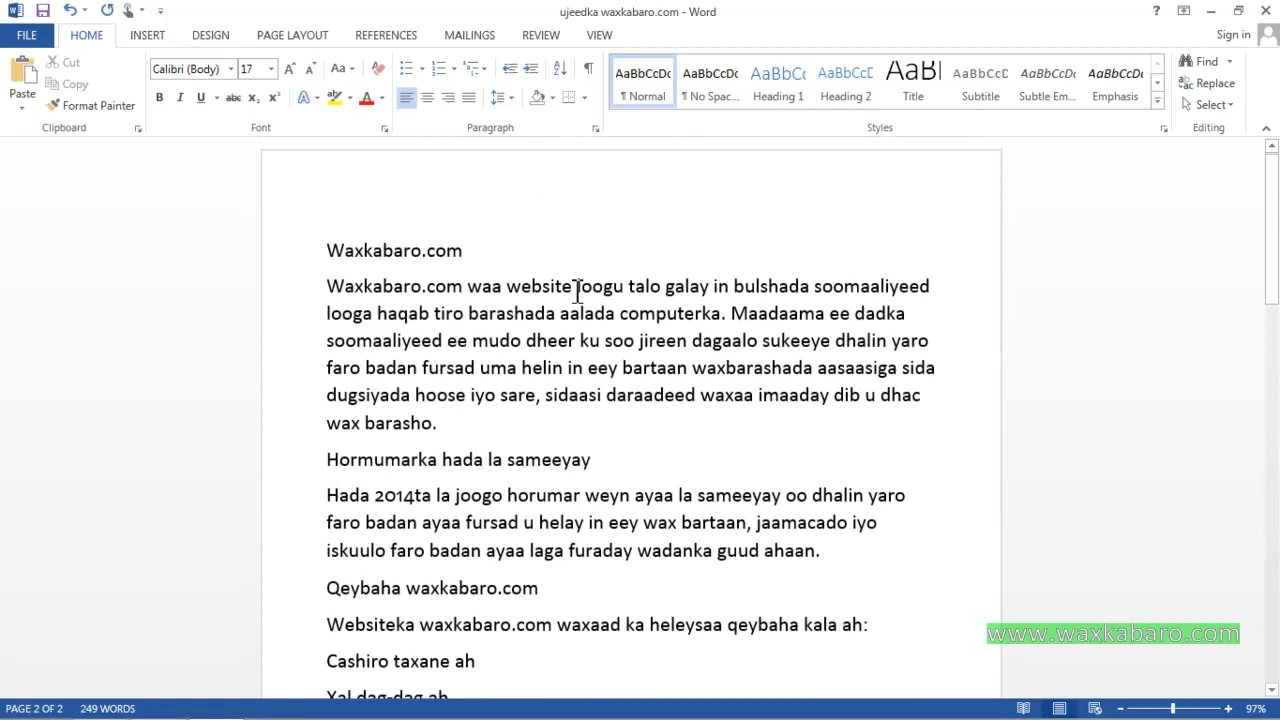 ujeedka waxkabaro.com - Word
FILE HOME INSERT DESIGN PAGE LAYOUT REFERENCES MAILINGS REVIEW VIEW Sign in
Paste
Cut
Copy
Format Painter
Clipboard
Calibri (Body) 17
Font
Paragraph
AaBbCcDc AaBbCcDc AaBbCc AaBbCcC AaBl AaBbCcC AaBbCcDc AaBbCcDc
¶ Normal ¶ No Spac... Heading 1 Heading 2 Title Subtitle Subtle Em... Emphasis
Styles
Find
Replace
Select
Editing
Waxkabaro.com
Waxkabaro.com waa website loogu talo galay in bulshada soomaaliyeed
looga haqab tiro barashada aalada computerka. Maadaama ee dadka
soomaaliyeed ee mudo dheer ku soo jireen dagaalo sukeeye dhalin yaro
faro badan fursad uma helin in eey bartaan waxbarashada aasaasiga sida
dugsiyada hoose iyo sare, sidaasi daraadeed waxaa imaaday dib u dhac
wax barasho.
Hormumarka hada la sameeyay
Hada 2014ta la joogo horumar weyn ayaa la sameeyay oo dhalin yaro
faro badan ayaa fursad u helay in eey wax bartaan, jaamacado iyo
iskuulo faro badan ayaa laga furaday wadanka guud ahaan.
Qeybaha waxkabaro.com
Websiteka waxkabaro.com waxaad ka heleysaa qeybaha kala ah:
www.waxkabaro.com
Cashiro taxane ah
Xal dag-dag ah
PAGE 2 OF 2 249 WORDS 97%